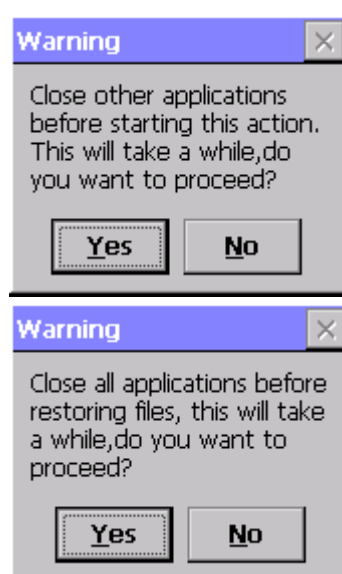 Warning
Close other applications
before starting this action.
This will take a while,do
you want to proceed?
Yes No
Warning
Close all applications before
restoring files, this will take
a while,do you want to
proceed?
Yes No